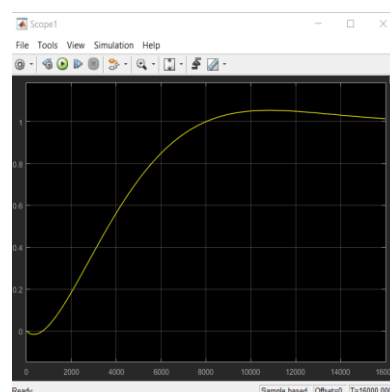 Scope1
File Tools View Simulation Help
1
0.8
0.6
0.4
0.2
0
0 2000 4000 6000 8000 10000 12000 14000 1600
Ready Sample based Offset=0 T=16000.00